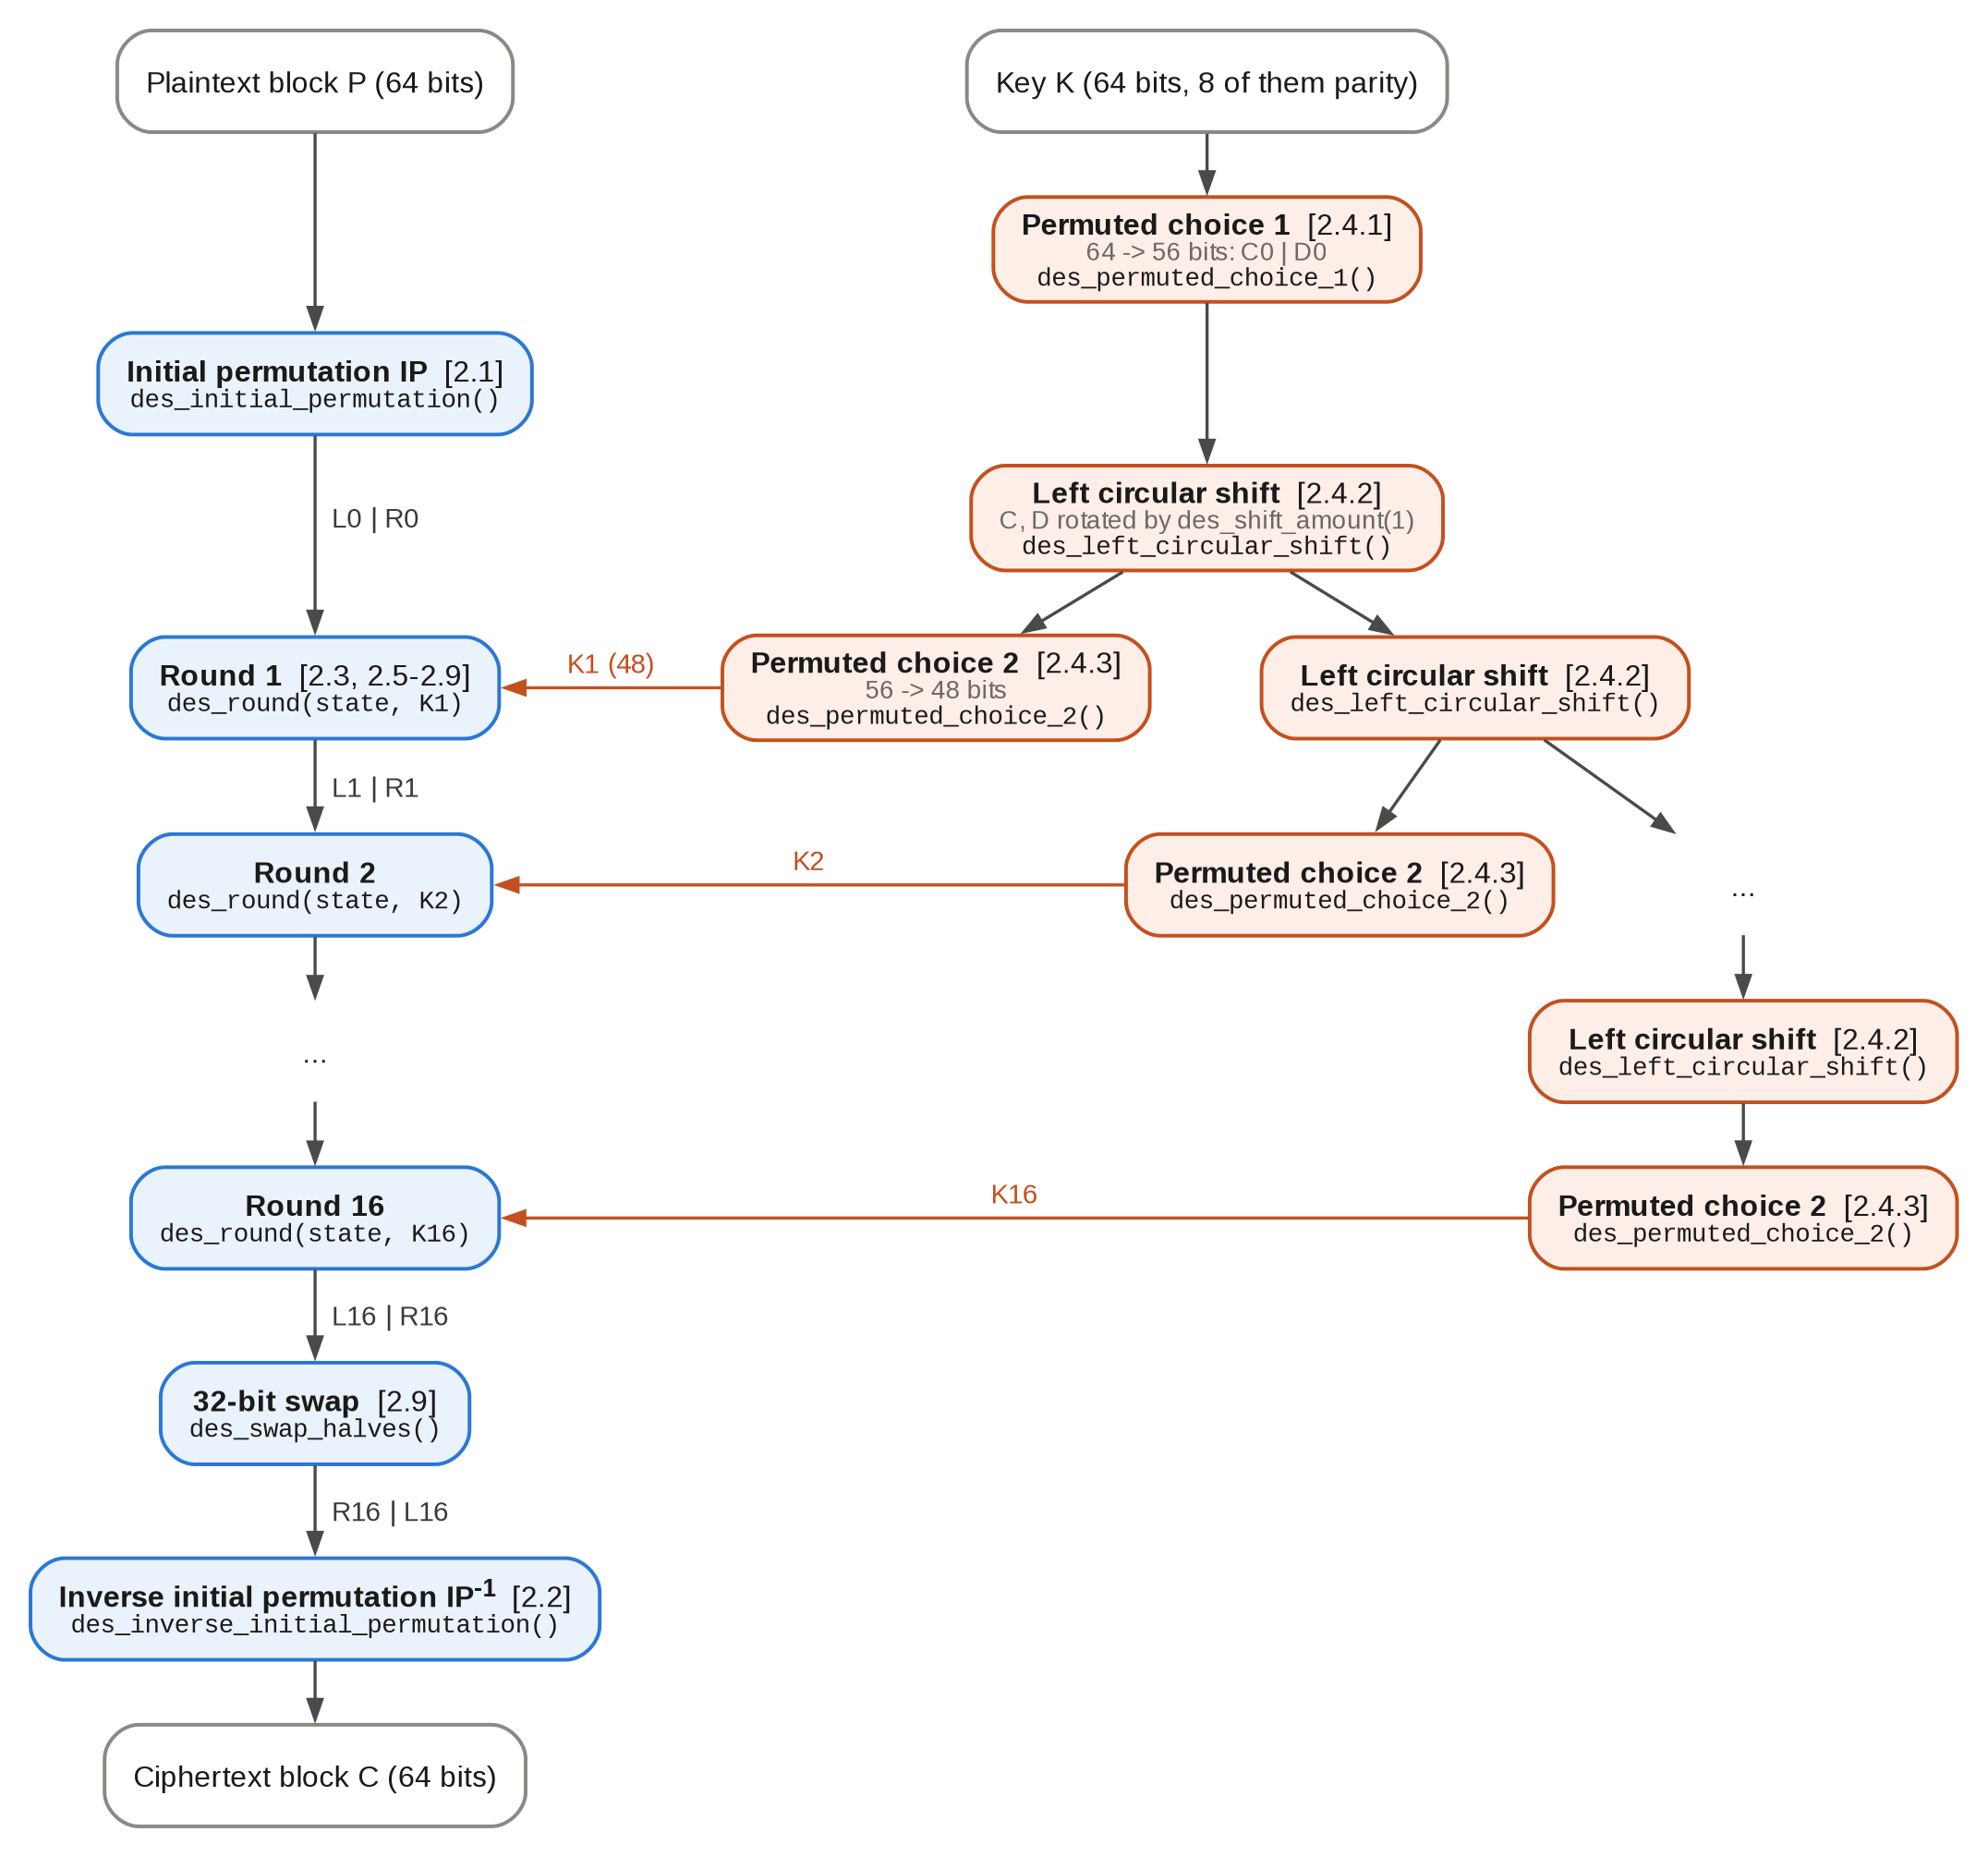 Plaintext block P (64 bits)
Key K (64 bits, 8 of them parity)
Permuted choice 1 [2.4.1]
64 -> 56 bits: C0 | D0
des_permuted_choice_1()
Initial permutation IP [2.1]
des_initial_permutation()
L0 | R0
Left circular shift [2.4.2]
C, D rotated by des_shift_amount(1)
des_left_circular_shift()
Round 1 [2.3, 2.5-2.9]
des_round(state, K1)
K1 (48)
Permuted choice 2 [2.4.3]
56 -> 48 bits
des_permuted_choice_2()
Left circular shift [2.4.2]
des_left_circular_shift()
L1 | R1
Round 2
des_round(state, K2)
K2
Permuted choice 2 [2.4.3]
des_permuted_choice_2()
...
...
Left circular shift [2.4.2]
des_left_circular_shift()
Round 16
des_round(state, K16)
K16
Permuted choice 2 [2.4.3]
des_permuted_choice_2()
L16 | R16
32-bit swap [2.9]
des_swap_halves()
R16 | L16
Inverse initial permutation IP⁻¹ [2.2]
des_inverse_initial_permutation()
Ciphertext block C (64 bits)